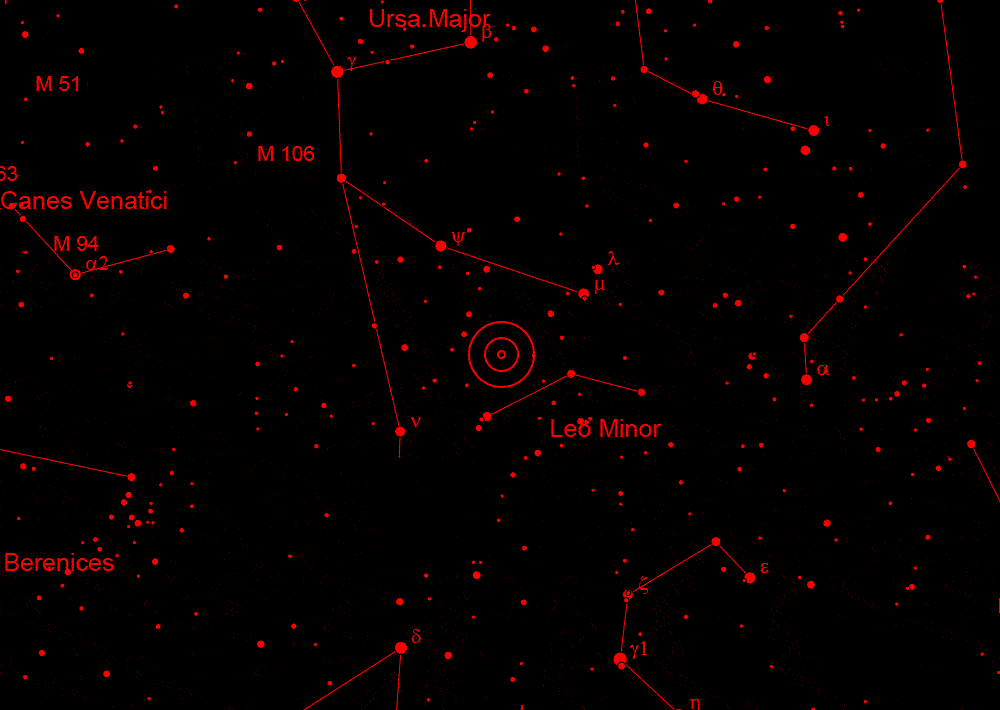 Ursa.Major
β
γ
M 51
θ
ι
M 106
63
Canes Venatici
ψ
M 94
λ
α2
μ
α
ν
Leo Minor
Berenices
ε
ζ
δ
γ1
η